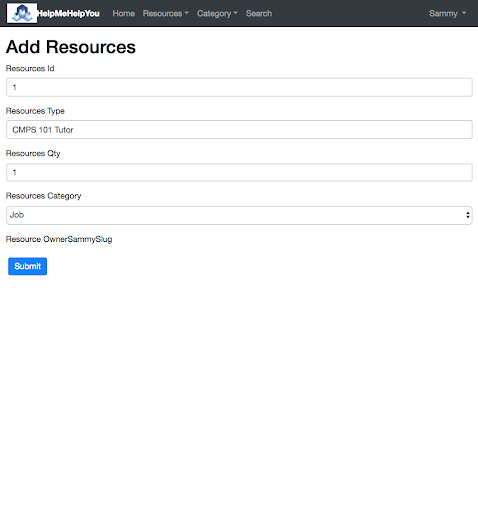 HelpMeHelpYou Home Resources Category Search Sammy
Add Resources
Resources Id
1
Resources Type
CMPS 101 Tutor
Resources Qty
1
Resources Category
Job
Resource OwnerSammySlug
Submit